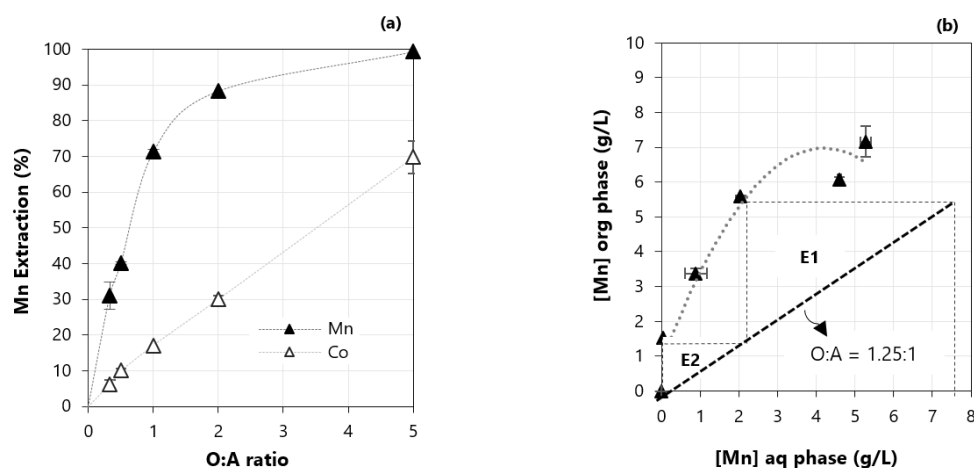 (a)
Mn Extraction (%)
100
90
80
70
60
50
40
30
20
10
0
Mn
Co
0 1 2 3 4 5
O:A ratio
(b)
[Mn] org phase (g/L)
10
9
8
7
6
5
4
3
2
1
0
E1
E2
O:A = 1.25:1
0 1 2 3 4 5 6 7 8
[Mn] aq phase (g/L)